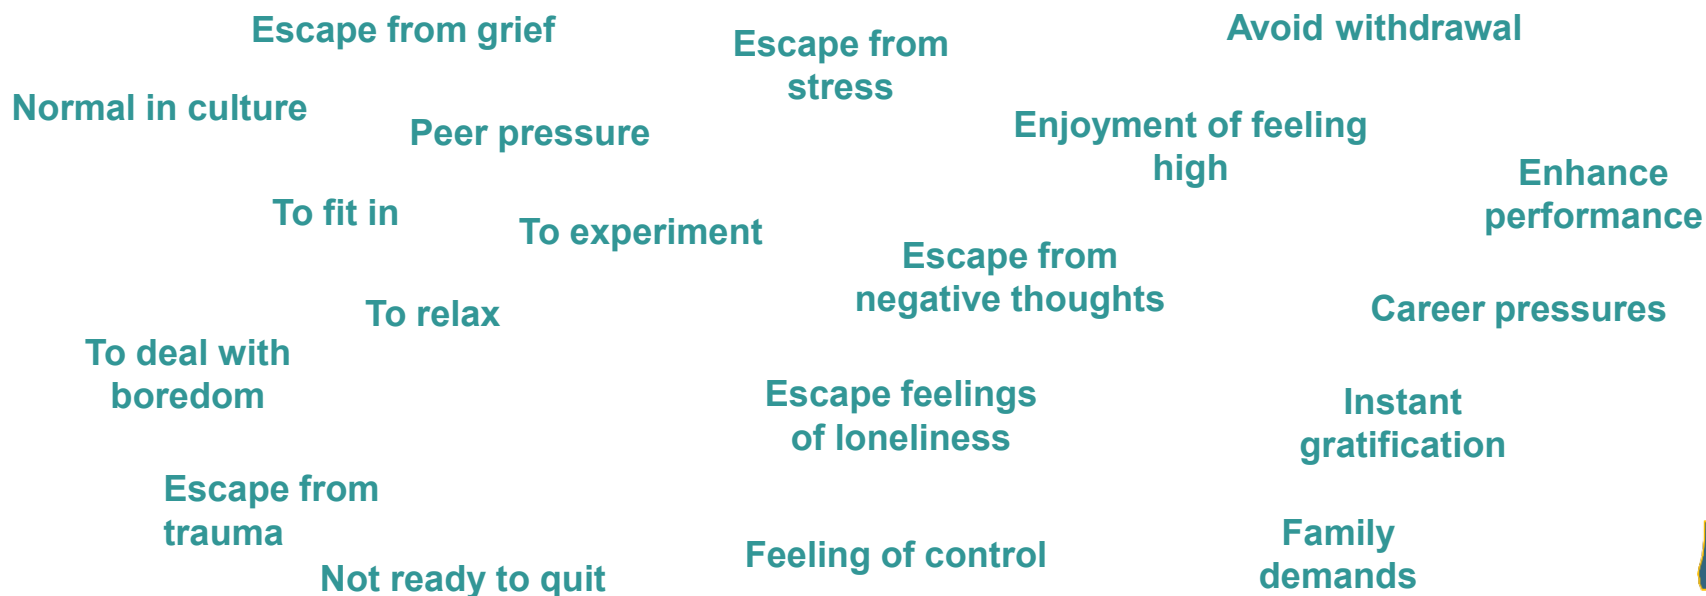 Escape from grief
Escape from
stress
Avoid withdrawal
Normal in culture
Peer pressure
Enjoyment of feeling
high
Enhance
performance
To fit in
To experiment
Escape from
negative thoughts
To relax
Career pressures
To deal with
boredom
Escape feelings
of loneliness
Instant
gratification
Escape from
trauma
Feeling of control
Family
demands
Not ready to quit